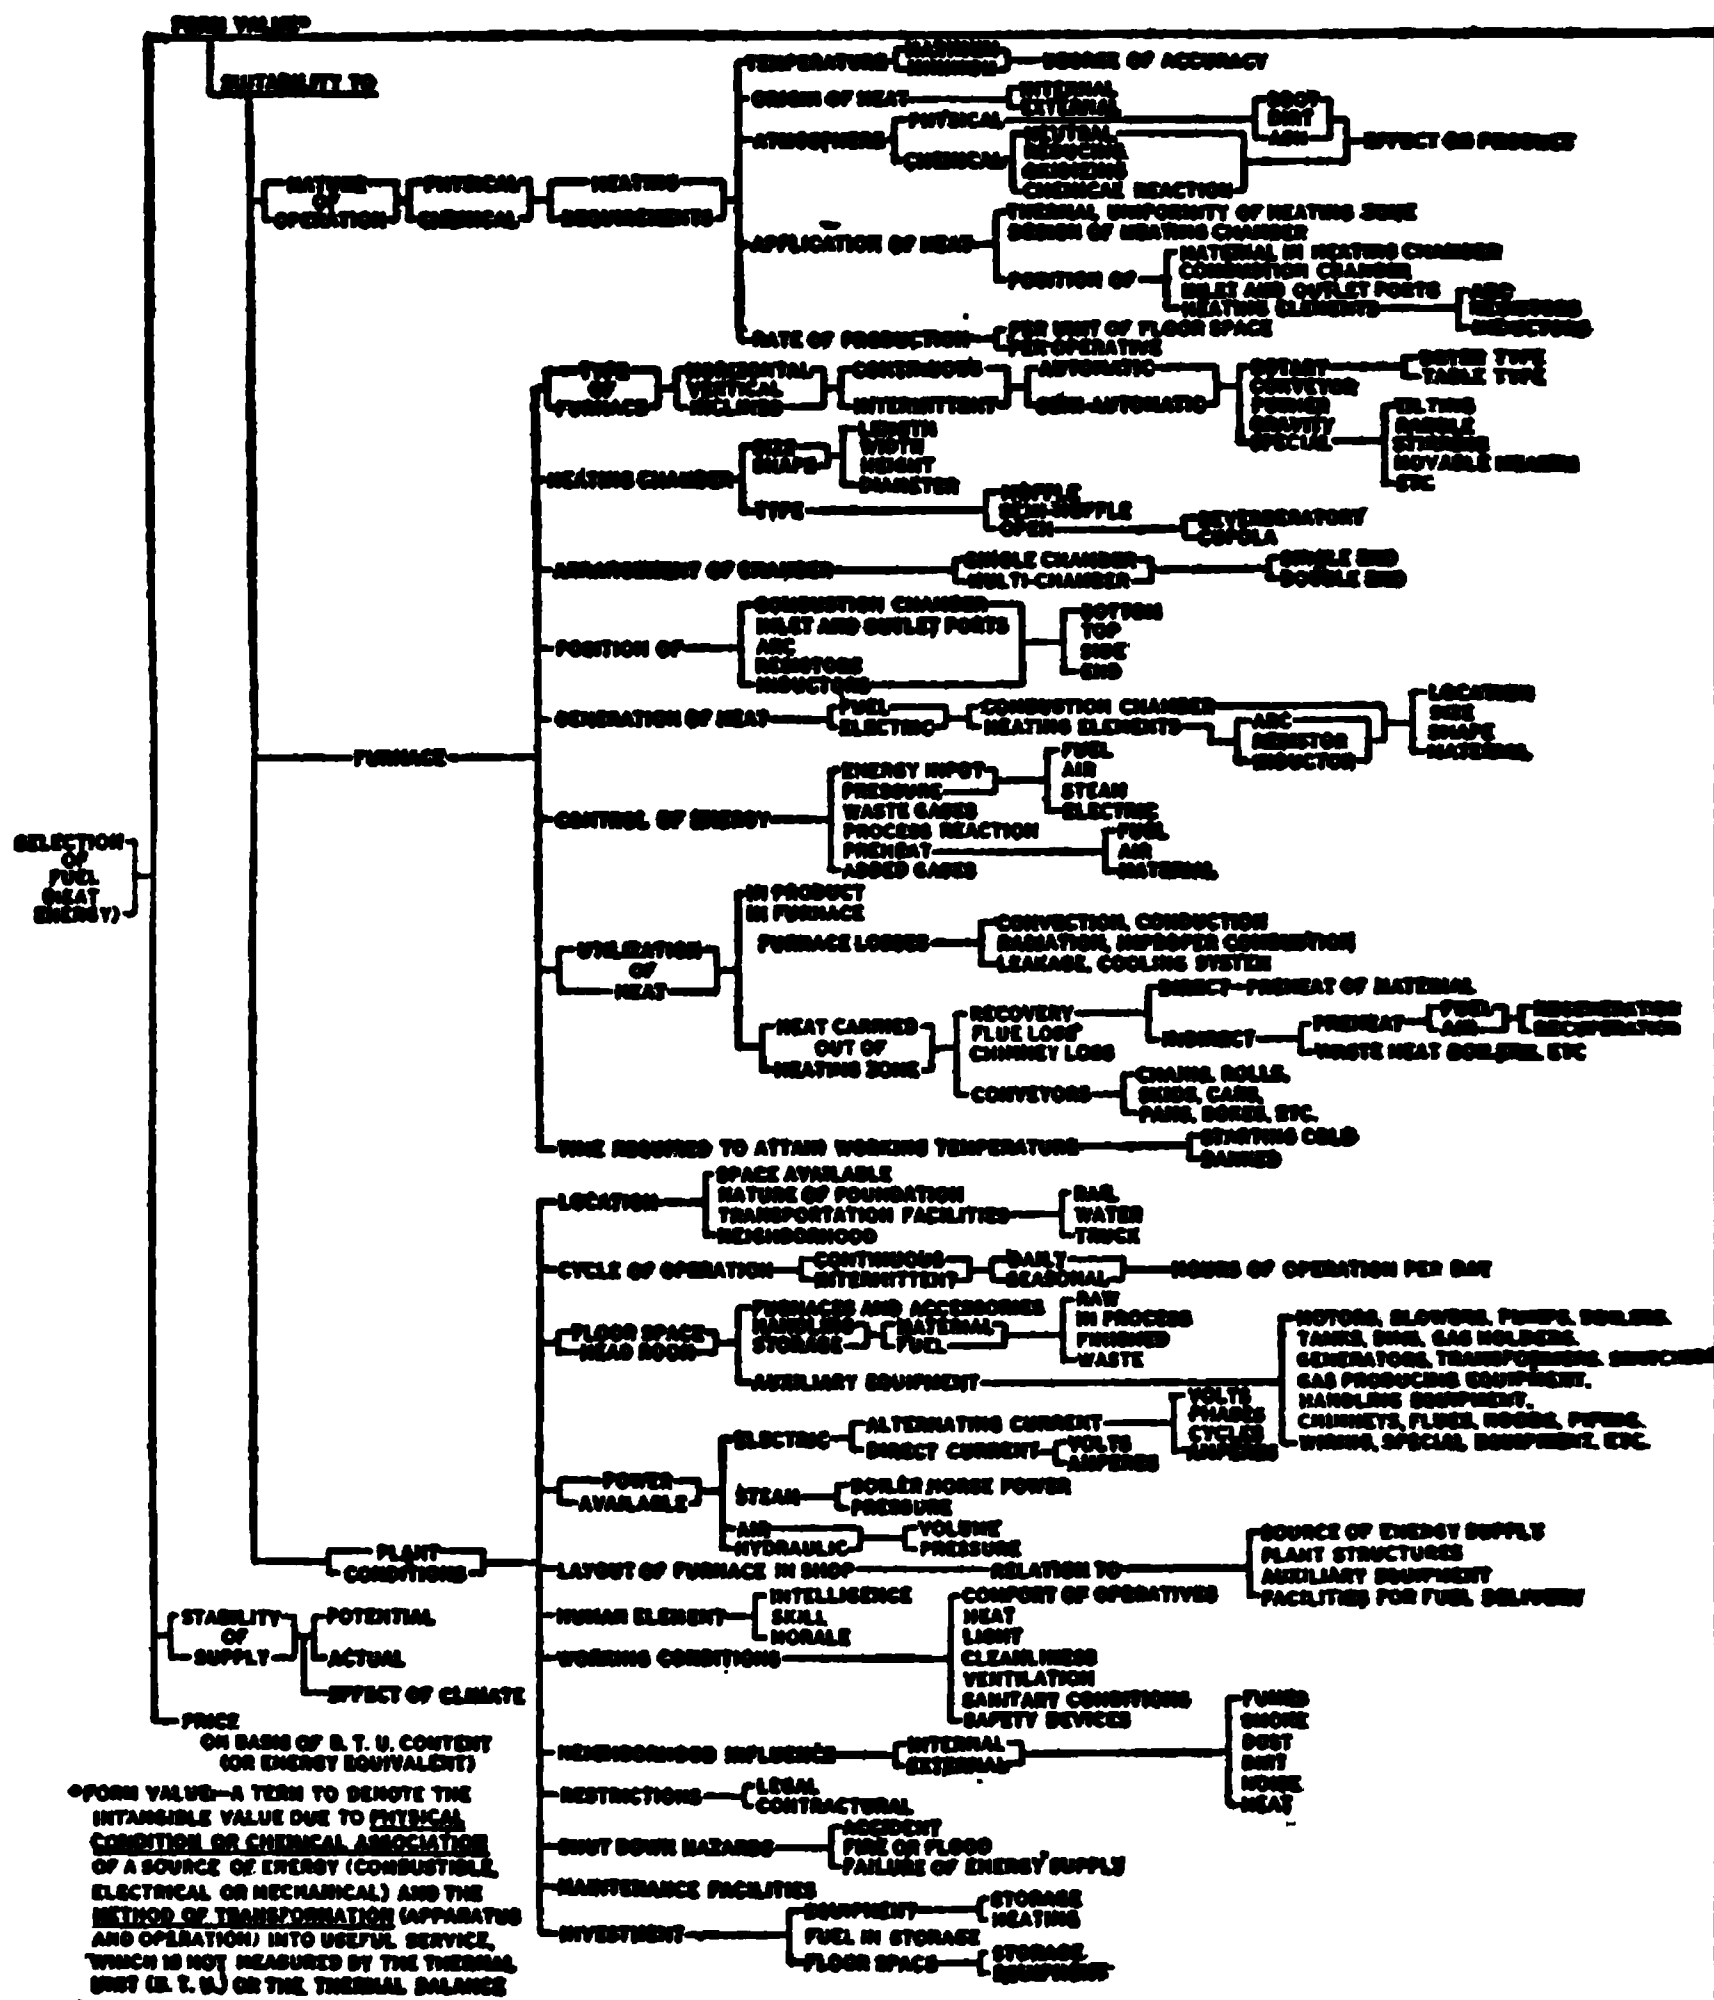 FORM VALUE*
SUITABILITY TO
NATURE
OF
OPERATION
PHYSICAL
CHEMICAL
HEATING
REQUIREMENTS
TEMPERATURE
MAXIMUM
MINIMUM
DEGREE OF ACCURACY
ORIGIN OF HEAT
INTERNAL
EXTERNAL
ATMOSPHERE
PHYSICAL
SOOT
DIRT
ASH
CHEMICAL
NEUTRAL
REDUCING
OXIDIZING
CHEMICAL REACTION
EFFECT ON PRODUCT
APPLICATION OF HEAT
THERMAL UNIFORMITY OF HEATING ZONE
DESIGN OF HEATING CHAMBER
POSITION OF
MATERIAL IN HEATING CHAMBER
COMBUSTION CHAMBER
INLET AND OUTLET PORTS
HEATING ELEMENTS
ARC
RESISTORS
INDUCTORS
RATE OF PRODUCTION
PER UNIT OF FLOOR SPACE
PER OPERATIVE
FURNACE
TYPE
OF
FURNACE
HORIZONTAL
VERTICAL
INCLINED
CONTINUOUS
INTERMITTENT
AUTOMATIC
SEMI-AUTOMATIC
ROTARY
CONVEYOR
PUSHER
GRAVITY
SPECIAL
TABLE TYPE
TILTING
RABBLE
MOVABLE HEARTH
ETC
HEATING CHAMBER
SIZE
SHAPE
LENGTH
WIDTH
HEIGHT
DIAMETER
TYPE
MUFFLE
SEMI-MUFFLE
OPEN
REVERBERATORY
CUPOLA
ARRANGEMENT OF CHAMBER
SINGLE CHAMBER
MULTI-CHAMBER
SINGLE END
DOUBLE END
POSITION OF
COMBUSTION CHAMBER
INLET AND OUTLET PORTS
ARC
RESISTORS
INDUCTORS
BOTTOM
TOP
SIDE
END
GENERATION OF HEAT
FUEL
ELECTRIC
COMBUSTION CHAMBER
HEATING ELEMENTS
ARC
RESISTOR
INDUCTOR
LOCATION
SIZE
SHAPE
MATERIAL
CONTROL OF ENERGY
ENERGY INPUT
PRESSURE
WASTE GASES
PROCESS REACTION
PREHEAT
ADDED GASES
FUEL
AIR
STEAM
ELECTRIC
FUEL
AIR
MATERIAL
SELECTION
OF
FUEL
(HEAT
ENERGY)
UTILIZATION
OF
HEAT
IN PRODUCT
IN FURNACE
FURNACE LOSSES
CONVECTION, CONDUCTION
RADIATION, IMPROPER COMBUSTION
LEAKAGE, COOLING SYSTEM
HEAT CARRIED
OUT OF
HEATING ZONE
RECOVERY
FLUE LOSS
CHIMNEY LOSS
CONVEYORS
DIRECT—PREHEAT OF MATERIAL
INDIRECT
PREHEAT
FUEL
AIR
REGENERATION
RECUPERATION
WASTE HEAT BOILERS, ETC
CHAINS, ROLLS,
SKIDS, CARS,
PANS, BOXES, ETC.
TIME REQUIRED TO ATTAIN WORKING TEMPERATURE
STARTING COLD
BANKED
PLANT
CONDITIONS
LOCATION
SPACE AVAILABLE
NATURE OF FOUNDATION
TRANSPORTATION FACILITIES
NEIGHBORHOOD
RAIL
WATER
TRUCK
CYCLE OF OPERATION
CONTINUOUS
INTERMITTENT
DAILY
SEASONAL
HOURS OF OPERATION PER DAY
FLOOR SPACE
HEAD ROOM
FURNACES AND ACCESSORIES
HANDLING
STORAGE
MATERIAL
FUEL
RAW
IN PROCESS
FINISHED
WASTE
AUXILIARY EQUIPMENT
MOTORS, BLOWERS, PUMPS, BOILERS,
TANKS, BINS, GAS HOLDERS,
GENERATORS, TRANSFORMERS, SWITCHES
GAS PRODUCING EQUIPMENT,
HANDLING EQUIPMENT,
CHIMNEYS, FLUES, HOODS, PIPING,
WIRING, SPECIAL EQUIPMENT, ETC.
POWER
AVAILABLE
ELECTRIC
ALTERNATING CURRENT
VOLTS
PHASES
CYCLES
AMPERES
DIRECT CURRENT
VOLTS
AMPERES
STEAM
BOILER HORSE POWER
PRESSURE
AIR
HYDRAULIC
VOLUME
PRESSURE
LAYOUT OF FURNACE IN SHOP
RELATION TO
SOURCE OF ENERGY SUPPLY
PLANT STRUCTURES
AUXILIARY EQUIPMENT
FACILITIES FOR FUEL DELIVERY
HUMAN ELEMENT
INTELLIGENCE
SKILL
MORALE
WORKING CONDITIONS
COMFORT OF OPERATIVES
HEAT
LIGHT
CLEANLINESS
VENTILATION
SANITARY CONDITIONS
SAFETY DEVICES
NEIGHBORHOOD INFLUENCE
INTERNAL
EXTERNAL
FUMES
SMOKE
DUST
DIRT
NOISE
HEAT
RESTRICTIONS
LEGAL
CONTRACTURAL
SHUT DOWN HAZARDS
ACCIDENT
FIRE OR FLOOD
FAILURE OF ENERGY SUPPLY
MAINTENANCE FACILITIES
INVESTMENT
EQUIPMENT
STORAGE
HEATING
FUEL IN STORAGE
FLOOR SPACE
STORAGE
EQUIPMENT
STABILITY
OF
SUPPLY
POTENTIAL
ACTUAL
EFFECT OF CLIMATE
PRICE
ON BASIS OF B. T. U. CONTENT
(OR ENERGY EQUIVALENT)
*FORM VALUE—A TERM TO DENOTE THE
INTANGIBLE VALUE DUE TO PHYSICAL
CONDITION OR CHEMICAL ASSOCIATION
OF A SOURCE OF ENERGY (COMBUSTIBLE,
ELECTRICAL OR MECHANICAL) AND THE
METHOD OF TRANSFORMATION (APPARATUS
AND OPERATION) INTO USEFUL SERVICE,
WHICH IS NOT MEASURED BY THE THERMAL
UNIT (B. T. U.) OR THE THERMAL BALANCE